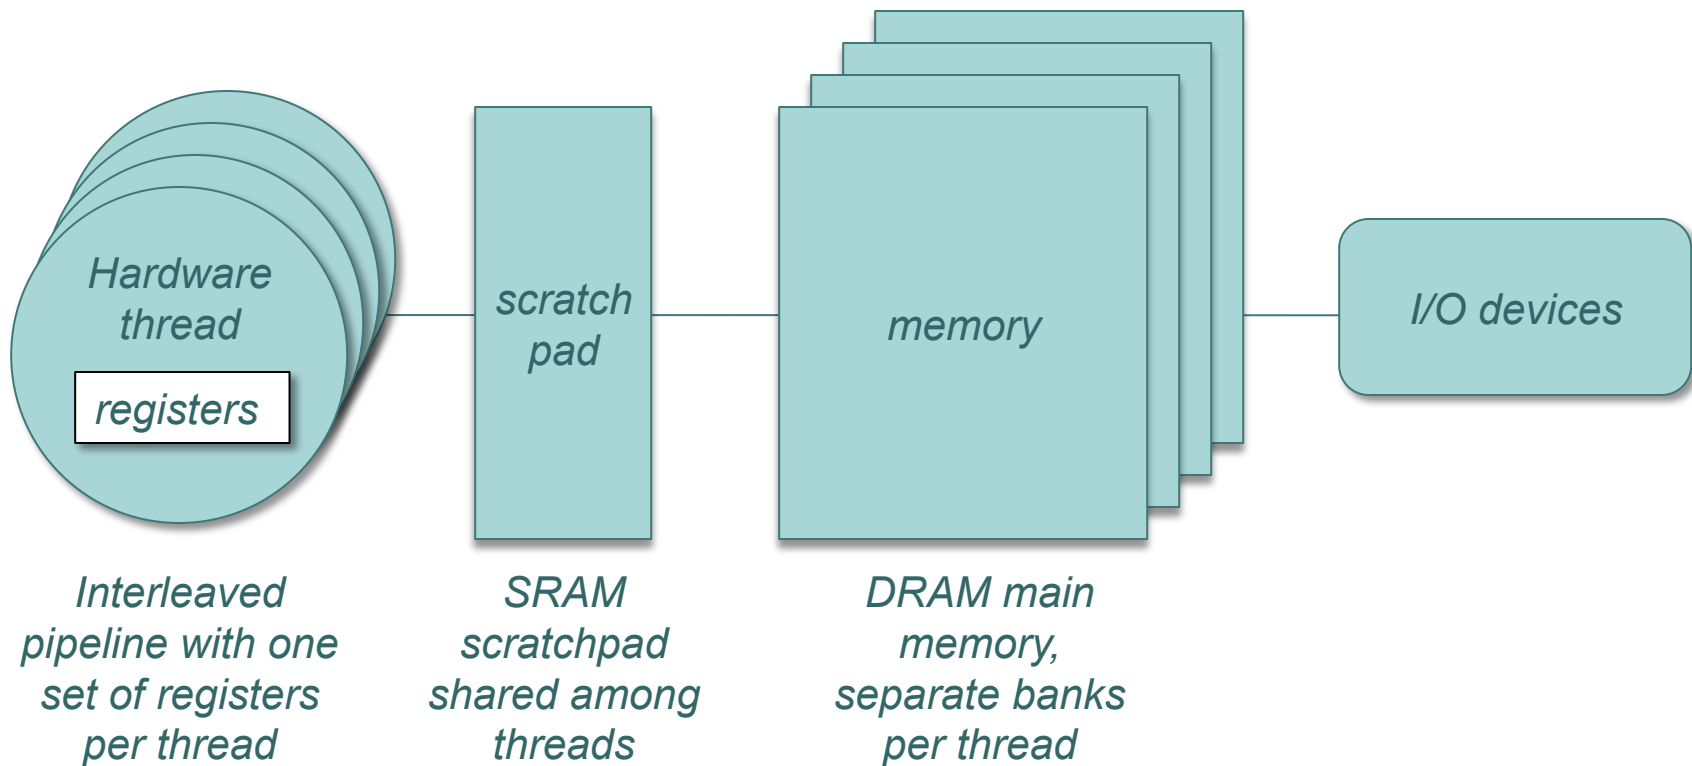 Hardware
thread
registers
scratch
pad
memory
I/O devices
Interleaved
pipeline with one
set of registers
per thread
SRAM
scratchpad
shared among
threads
DRAM main
memory,
separate banks
per thread